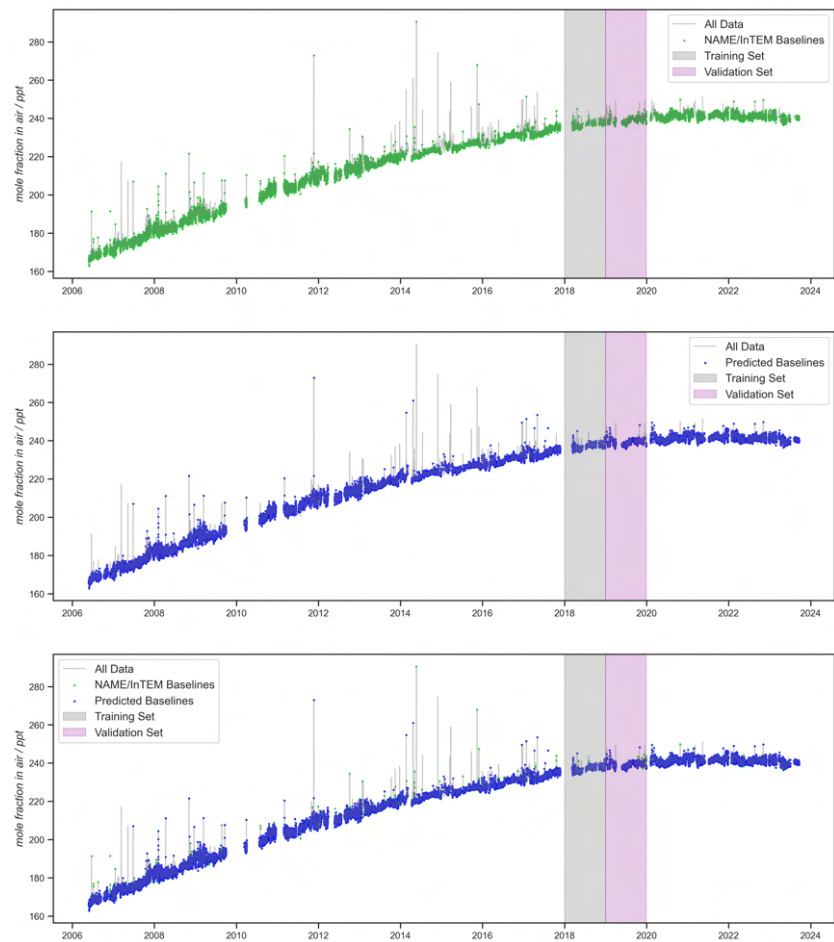 All Data
NAME/InTEM Baselines
Training Set
Validation Set
mole fraction in air / ppt
280
260
240
220
200
180
160
2006 2008 2010 2012 2014 2016 2018 2020 2022 2024
All Data
Predicted Baselines
Training Set
Validation Set
mole fraction in air / ppt
280
260
240
220
200
180
160
2006 2008 2010 2012 2014 2016 2018 2020 2022 2024
All Data
NAME/InTEM Baselines
Predicted Baselines
Training Set
Validation Set
mole fraction in air / ppt
280
260
240
220
200
180
160
2006 2008 2010 2012 2014 2016 2018 2020 2022 2024